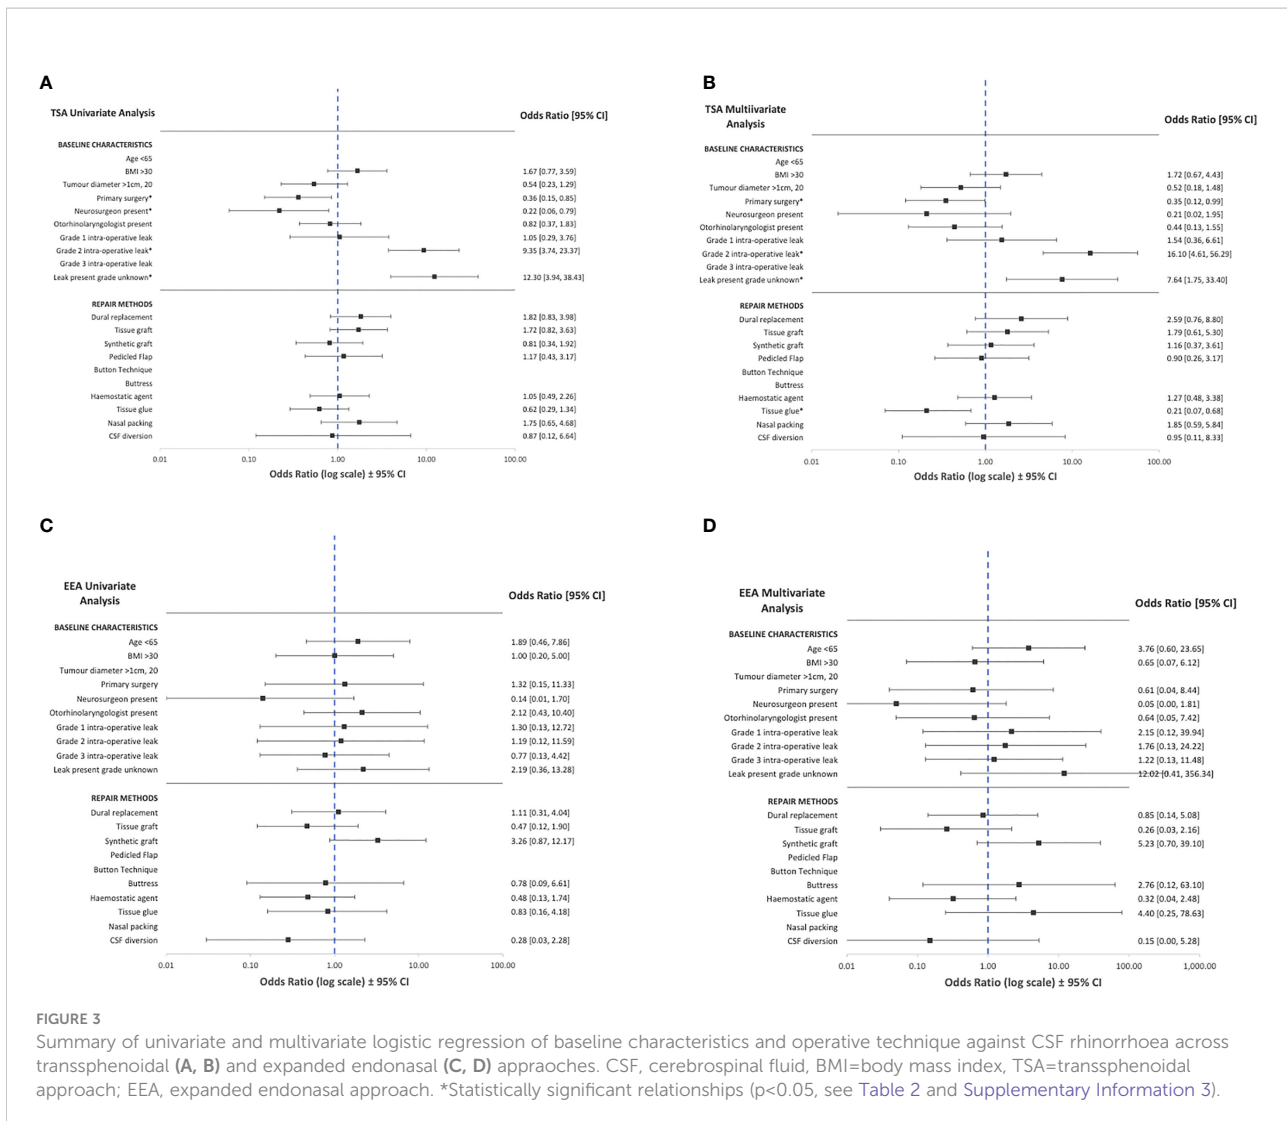 A
TSA Univariate Analysis
Odds Ratio [95% CI]
BASELINE CHARACTERISTICS
Age <65
BMI >30 1.67 [0.77, 3.59]
Tumour diameter >1cm, 20 0.54 [0.23, 1.29]
Primary surgery* 0.36 [0.15, 0.85]
Neurosurgeon present* 0.22 [0.06, 0.79]
Otorhinolaryngologist present 0.82 [0.37, 1.83]
Grade 1 intra-operative leak 1.05 [0.29, 3.76]
Grade 2 intra-operative leak* 9.35 [3.74, 23.37]
Grade 3 intra-operative leak
Leak present grade unknown* 12.30 [3.94, 38.43]
REPAIR METHODS
Dural replacement 1.82 [0.83, 3.98]
Tissue graft 1.72 [0.82, 3.63]
Synthetic graft 0.81 [0.34, 1.92]
Pedicled Flap 1.17 [0.43, 3.17]
Button Technique
Buttress
Haemostatic agent 1.05 [0.49, 2.26]
Tissue glue 0.62 [0.29, 1.34]
Nasal packing 1.75 [0.65, 4.68]
CSF diversion 0.87 [0.12, 6.64]
0.01 0.10 1.00 10.00 100.00
Odds Ratio (log scale) ± 95% CI
B
TSA Multiivariate
Analysis
Odds Ratio [95% CI]
BASELINE CHARACTERISTICS
Age <65
BMI >30 1.72 [0.67, 4.43]
Tumour diameter >1cm, 20 0.52 [0.18, 1.48]
Primary surgery* 0.35 [0.12, 0.99]
Neurosurgeon present 0.21 [0.02, 1.95]
Otorhinolaryngologist present 0.44 [0.13, 1.55]
Grade 1 intra-operative leak 1.54 [0.36, 6.61]
Grade 2 intra-operative leak* 16.10 [4.61, 56.29]
Grade 3 intra-operative leak
Leak present grade unknown* 7.64 [1.75, 33.40]
REPAIR METHODS
Dural replacement 2.59 [0.76, 8.80]
Tissue graft 1.79 [0.61, 5.30]
Synthetic graft 1.16 [0.37, 3.61]
Pedicled Flap 0.90 [0.26, 3.17]
Button Technique
Buttress
Haemostatic agent 1.27 [0.48, 3.38]
Tissue glue* 0.21 [0.07, 0.68]
Nasal packing 1.85 [0.59, 5.84]
CSF diversion 0.95 [0.11, 8.33]
0.01 0.10 1.00 10.00 100.00
Odds Ratio (log scale) ± 95% CI
C
EEA Univariate
Analysis
Odds Ratio [95% CI]
BASELINE CHARACTERISTICS
Age <65 1.89 [0.46, 7.86]
BMI >30 1.00 [0.20, 5.00]
Tumour diameter >1cm, 20
Primary surgery 1.32 [0.15, 11.33]
Neurosurgeon present 0.14 [0.01, 1.70]
Otorhinolaryngologist present 2.12 [0.43, 10.40]
Grade 1 intra-operative leak 1.30 [0.13, 12.72]
Grade 2 intra-operative leak 1.19 [0.12, 11.59]
Grade 3 intra-operative leak 0.77 [0.13, 4.42]
Leak present grade unknown 2.19 [0.36, 13.28]
REPAIR METHODS
Dural replacement 1.11 [0.31, 4.04]
Tissue graft 0.47 [0.12, 1.90]
Synthetic graft 3.26 [0.87, 12.17]
Pedicled Flap
Button Technique
Buttress 0.78 [0.09, 6.61]
Haemostatic agent 0.48 [0.13, 1.74]
Tissue glue 0.83 [0.16, 4.18]
Nasal packing
CSF diversion 0.28 [0.03, 2.28]
0.01 0.10 1.00 10.00 100.00
Odds Ratio (log scale) ± 95% CI
D
EEA Multivariate
Analysis
Odds Ratio [95% CI]
BASELINE CHARACTERISTICS
Age <65 3.76 [0.60, 23.65]
BMI >30 0.65 [0.07, 6.12]
Tumour diameter >1cm, 20
Primary surgery 0.61 [0.04, 8.44]
Neurosurgeon present 0.05 [0.00, 1.81]
Otorhinolaryngologist present 0.64 [0.05, 7.42]
Grade 1 intra-operative leak 2.15 [0.12, 39.94]
Grade 2 intra-operative leak 1.76 [0.13, 24.22]
Grade 3 intra-operative leak 1.22 [0.13, 11.48]
Leak present grade unknown 12.02 [0.41, 356.34]
REPAIR METHODS
Dural replacement 0.85 [0.14, 5.08]
Tissue graft 0.26 [0.03, 2.16]
Synthetic graft 5.23 [0.70, 39.10]
Pedicled Flap
Button Technique
Buttress 2.76 [0.12, 63.10]
Haemostatic agent 0.32 [0.04, 2.48]
Tissue glue 4.40 [0.25, 78.63]
Nasal packing
CSF diversion 0.15 [0.00, 5.28]
0.01 0.10 1.00 10.00 100.00 1,000.00
Odds Ratio (log scale) ± 95% CI
FIGURE 3
Summary of univariate and multivariate logistic regression of baseline characteristics and operative technique against CSF rhinorrhoea across
transsphenoidal (A, B) and expanded endonasal (C, D) appraoches. CSF, cerebrospinal fluid, BMI=body mass index, TSA=transsphenoidal
approach; EEA, expanded endonasal approach. *Statistically significant relationships (p<0.05, see Table 2 and Supplementary Information 3).